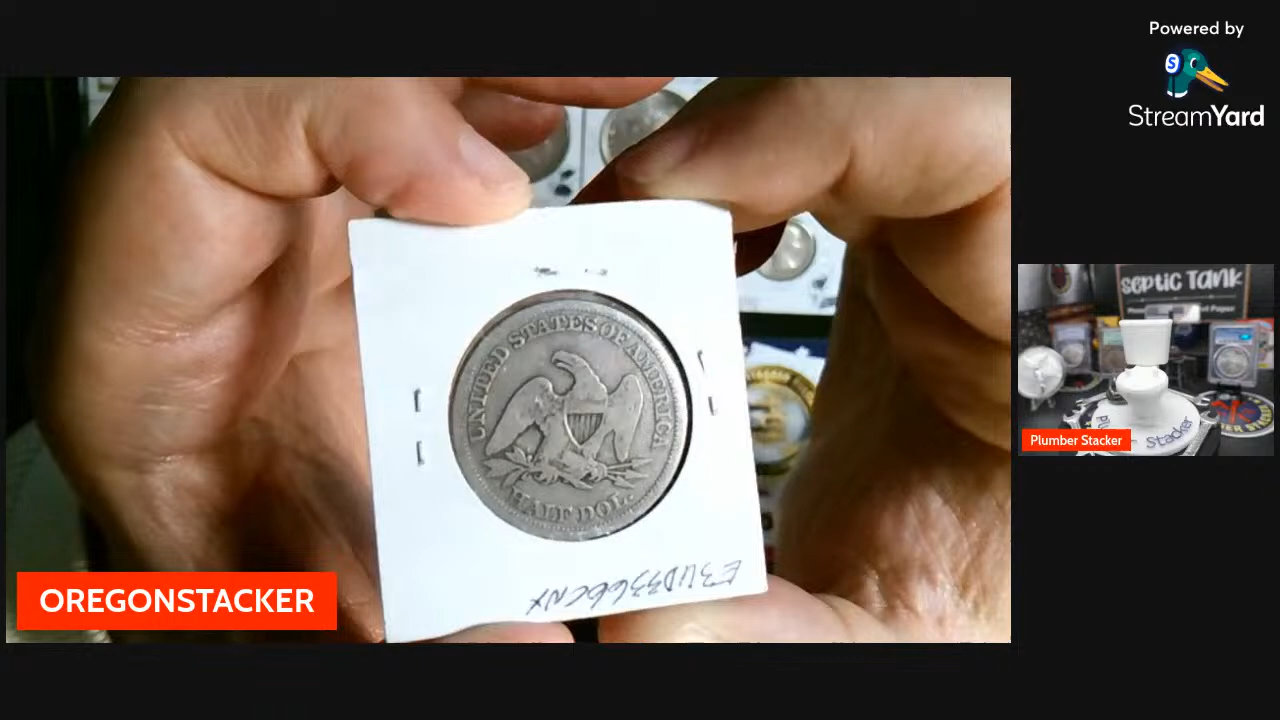 Powered by
StreamYard
UNITED STATES OF AMERICA
HALF DOL.
SEPTIC TANK
Plumber Stacker
OREGONSTACKER